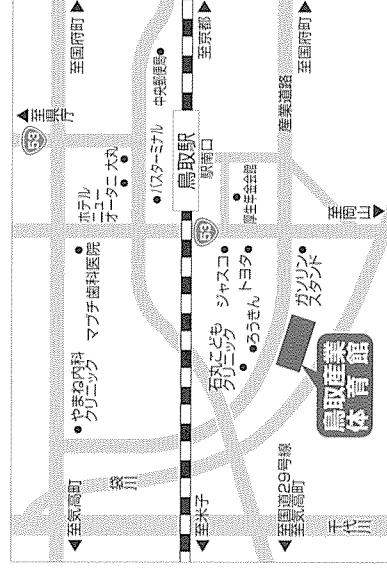 至国府町
至県庁
53
中央郵便局
至京都
産業道路
至国府町
バスターミナル
鳥取駅
駅南口
ホテル
ニュー
オータニ
大丸
厚生年金会館
至岡山
53
マブチ歯科医院
ジャスコ
トヨタ
ろうきん
ガソリン
スタンド
石丸こども
クリニック
やまね内科
クリニック
鳥取産業
体育館
袋川
至気高町
至米子
至国道29号線
至気高町
千代川